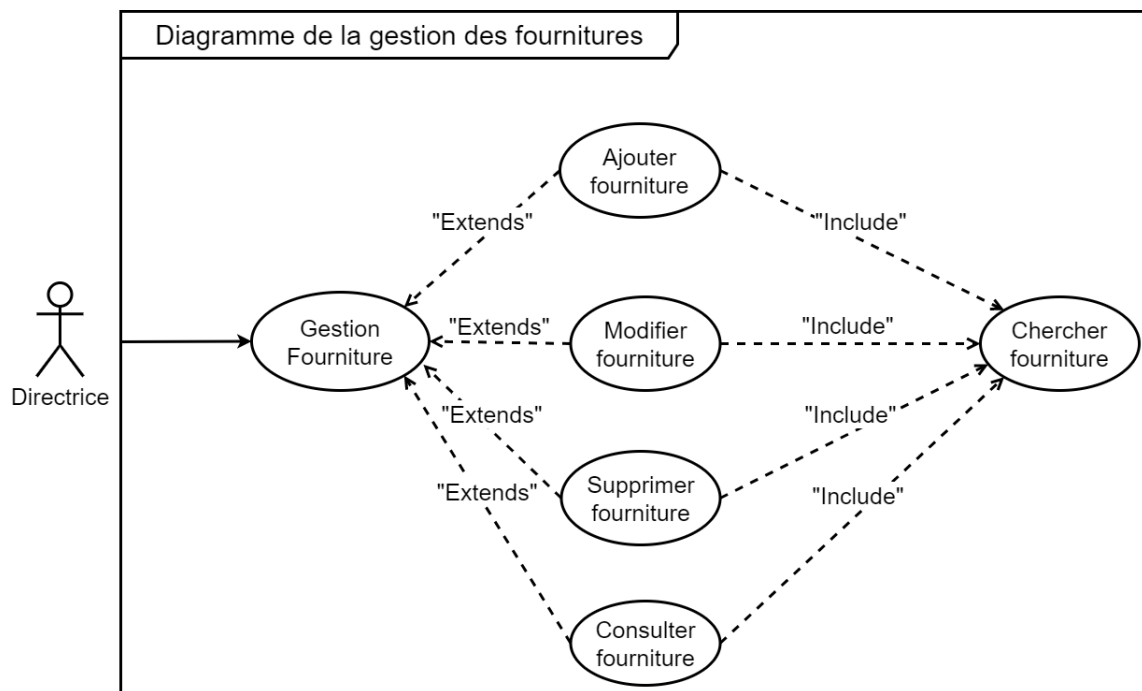 Diagramme de la gestion des fournitures
Ajouter
fourniture
"Extends"
"Include"
Directrice
Gestion
Fourniture
"Extends"
Modifier
fourniture
"Include"
Chercher
fourniture
"Extends"
"Include"
Supprimer
fourniture
"Extends"
"Include"
Consulter
fourniture